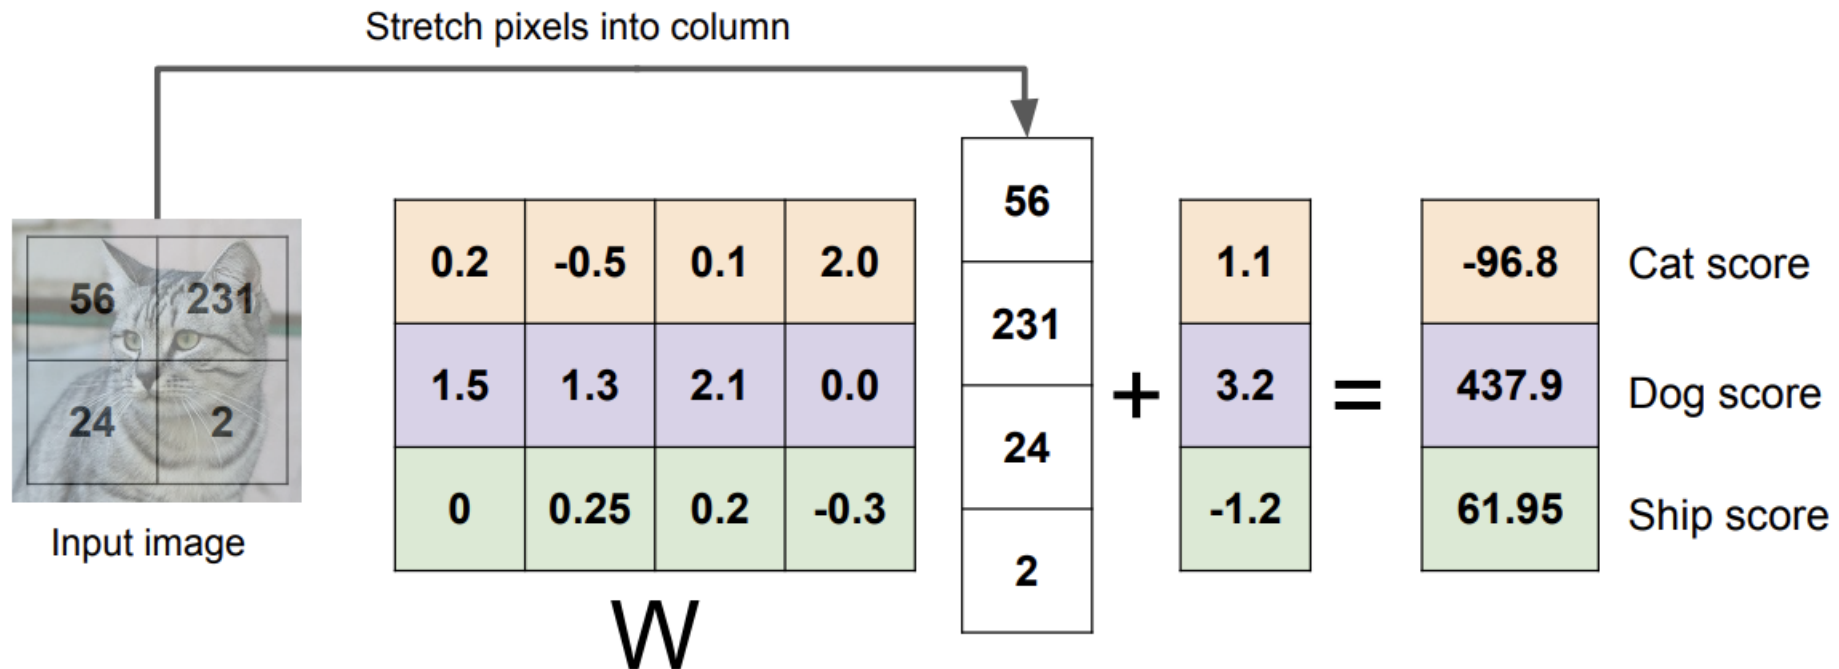 Stretch pixels into column
56 231
24 2
Input image
0.2 -0.5 0.1 2.0
1.5 1.3 2.1 0.0
0 0.25 0.2 -0.3
W
56
231
24
2
+
1.1
3.2
-1.2
=
-96.8 Cat score
437.9 Dog score
61.95 Ship score